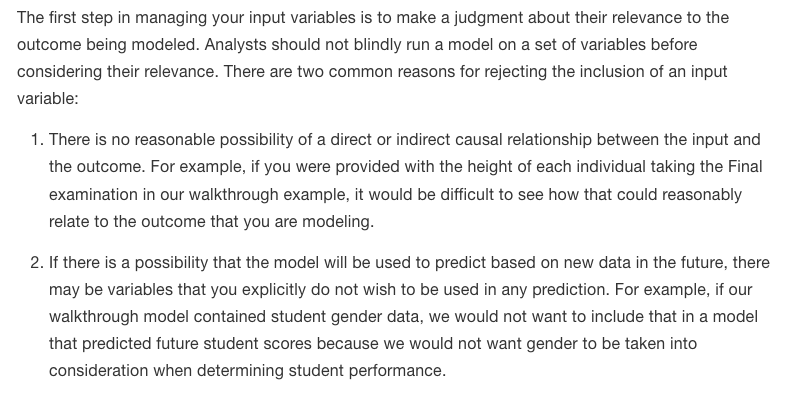 The first step in managing your input variables is to make a judgment about their relevance to the
outcome being modeled. Analysts should not blindly run a model on a set of variables before
considering their relevance. There are two common reasons for rejecting the inclusion of an input
variable:
1. There is no reasonable possibility of a direct or indirect causal relationship between the input and
the outcome. For example, if you were provided with the height of each individual taking the Final
examination in our walkthrough example, it would be difficult to see how that could reasonably
relate to the outcome that you are modeling.
2. If there is a possibility that the model will be used to predict based on new data in the future, there
may be variables that you explicitly do not wish to be used in any prediction. For example, if our
walkthrough model contained student gender data, we would not want to include that in a model
that predicted future student scores because we would not want gender to be taken into
consideration when determining student performance.